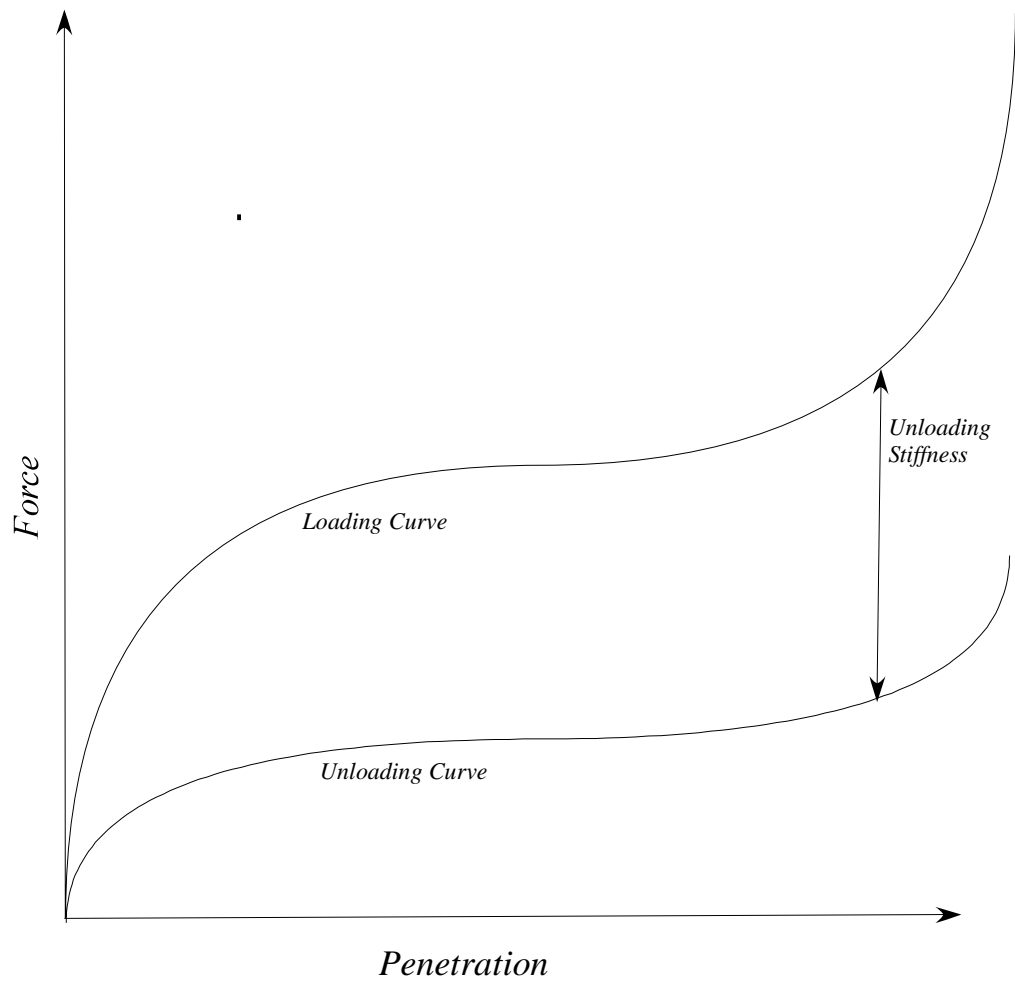 Unloading
Stiffness
Force
Loading Curve
Unloading Curve
Penetration